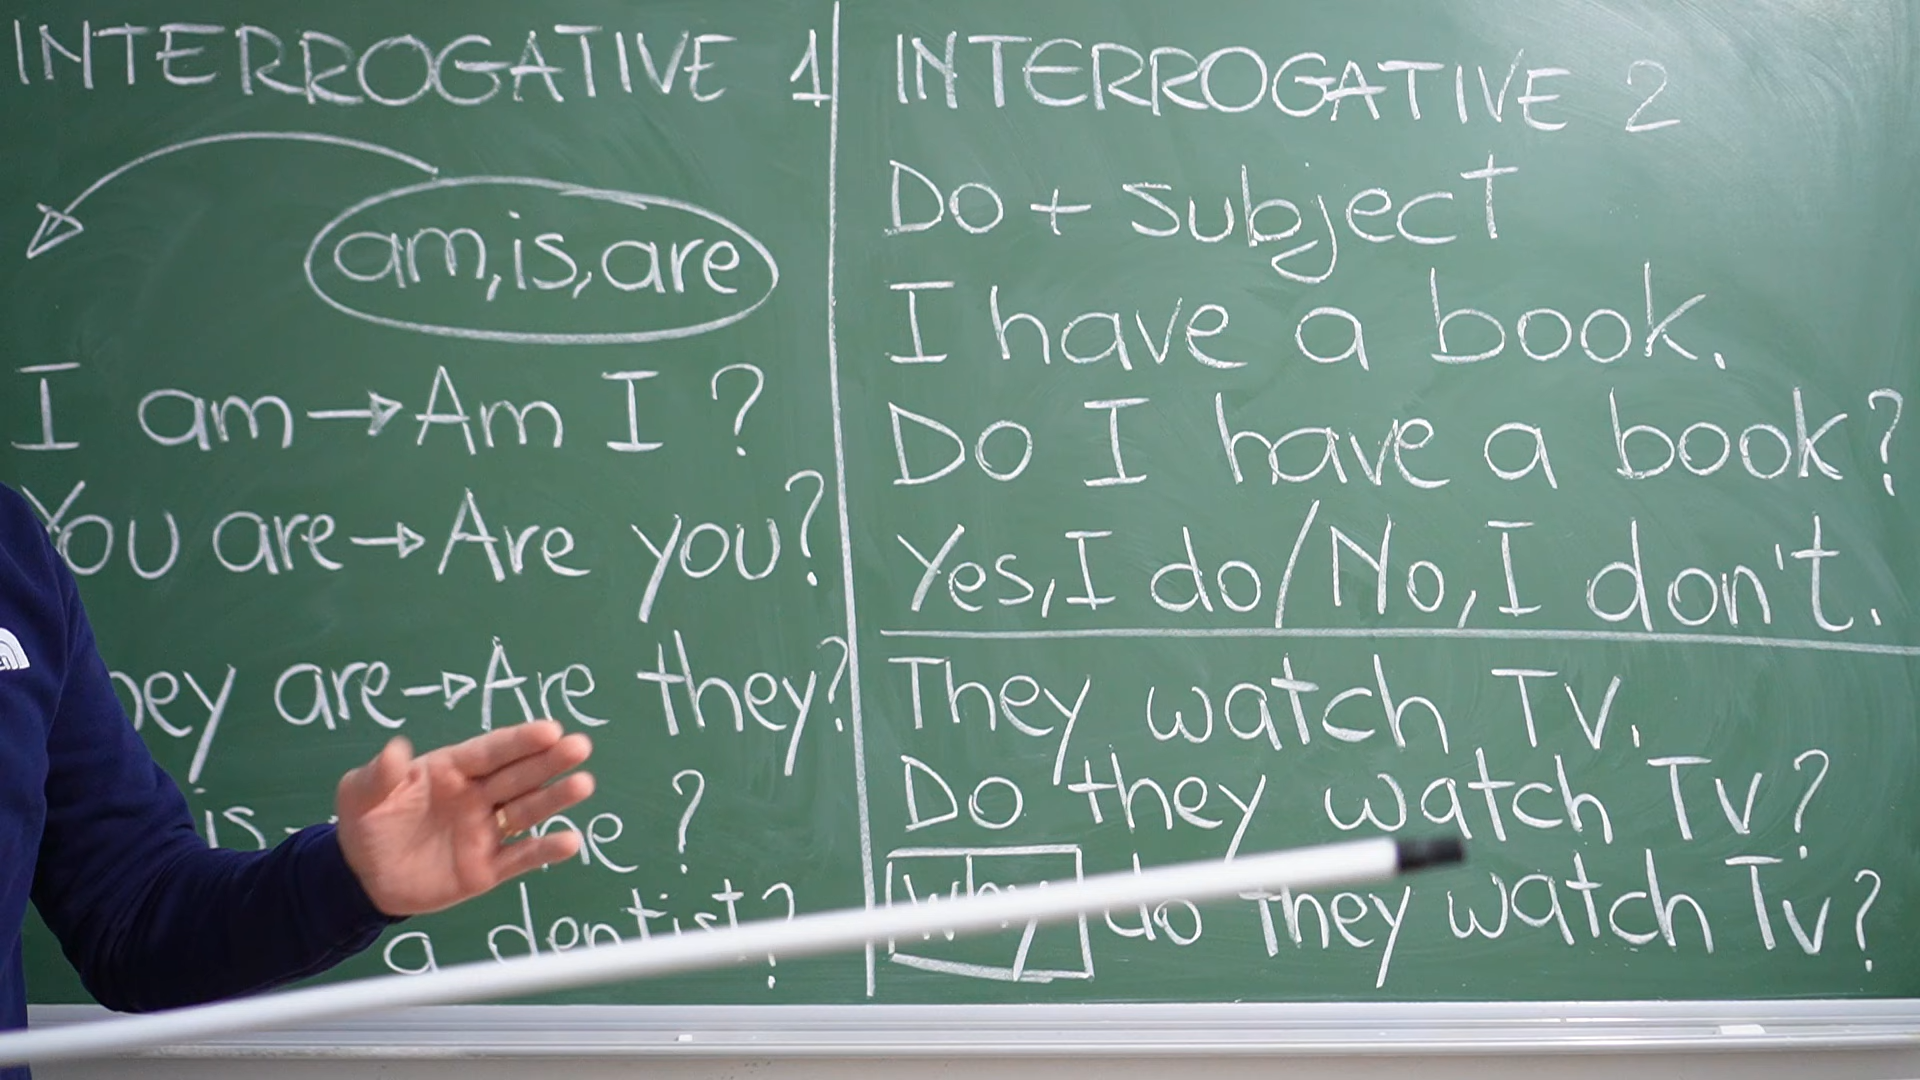 INTERROGATIVE 1
am, is, are
I am → Am I ?
You are → Are you?
are → Are they?
is ?
a dentist?
INTERROGATIVE 2
Do + subject
I have a book.
Do I have a book?
Yes, I do/No, I don't.
They watch TV.
Do they watch TV?
Why do they watch TV?